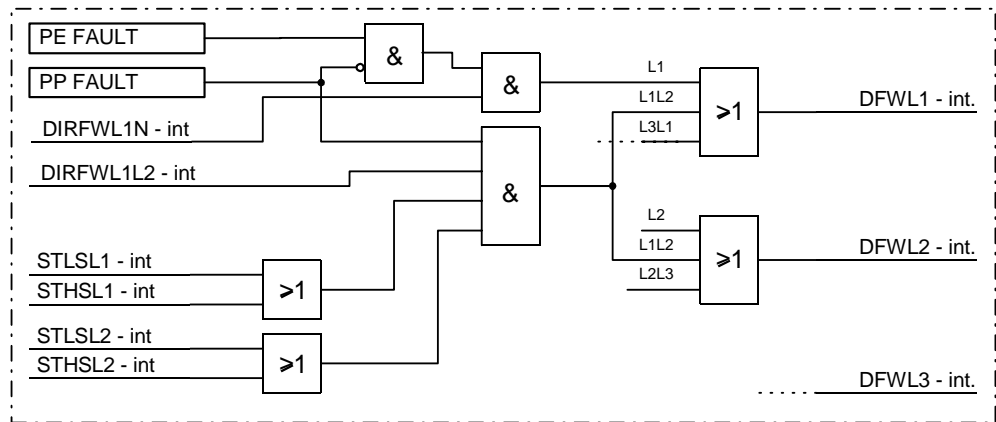 PE FAULT
&
PP FAULT
&
DIRFWL1N - int
DIRFWL1L2 - int
&
STLSL1 - int
STHSL1 - int
≥1
STLSL2 - int
STHSL2 - int
≥1
L1
L1L2
L3L1
≥1
DFWL1 - int.
L2
L1L2
L2L3
≥1
DFWL2 - int.
DFWL3 - int.